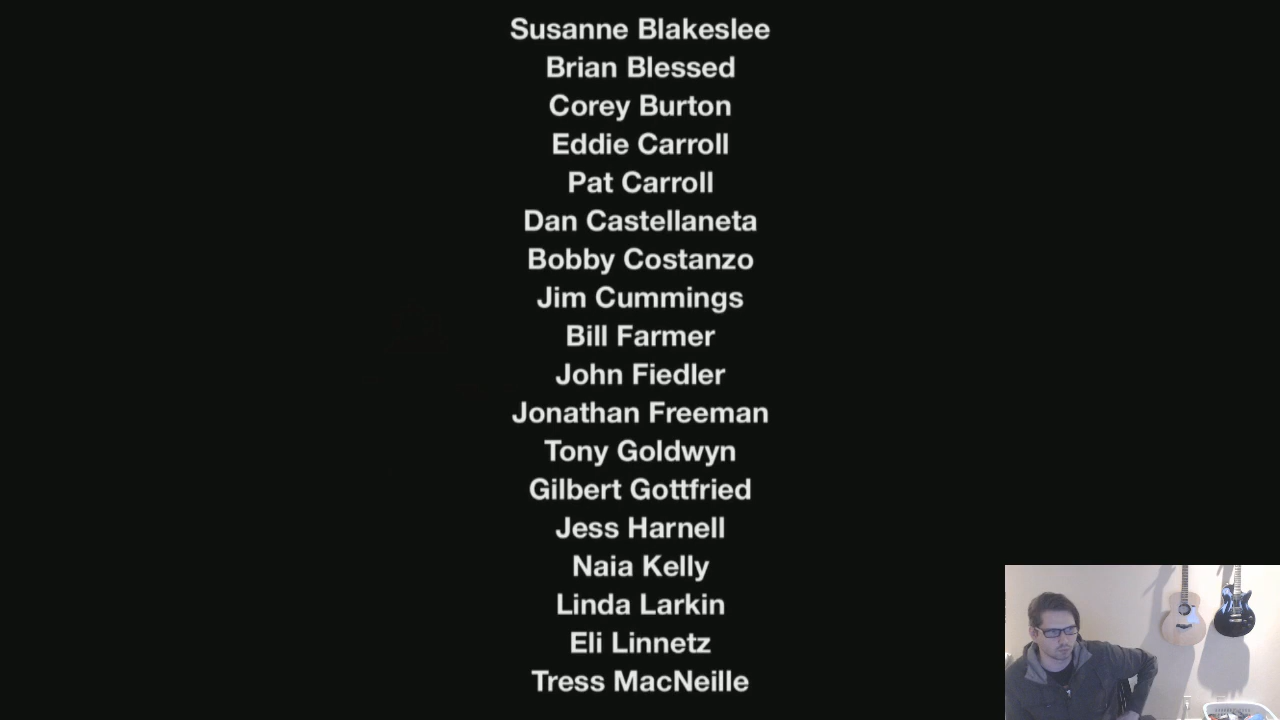 Susanne Blakeslee
Brian Blessed
Corey Burton
Eddie Carroll
Pat Carroll
Dan Castellaneta
Bobby Costanzo
Jim Cummings
Bill Farmer
John Fiedler
Jonathan Freeman
Tony Goldwyn
Gilbert Gottfried
Jess Harnell
Naia Kelly
Linda Larkin
Eli Linnetz
Tress MacNeille